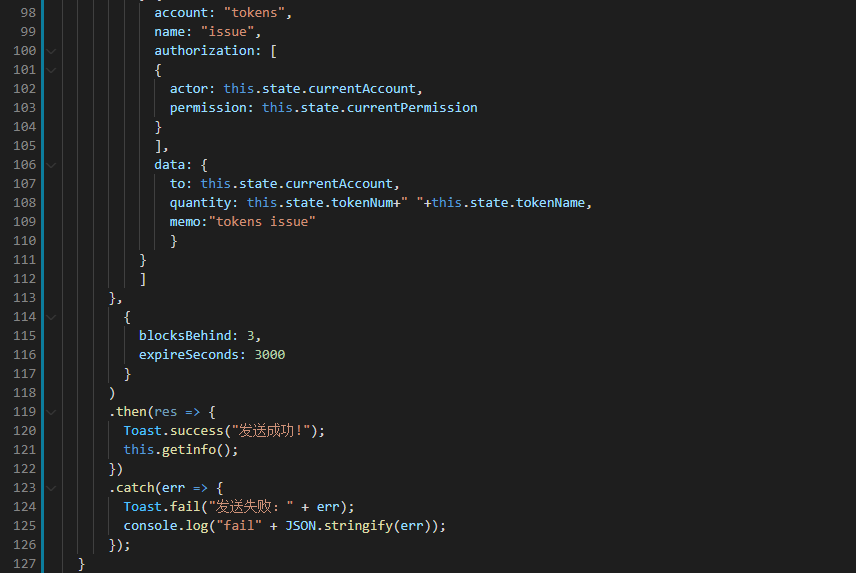 98 account: "tokens",
99 name: "issue",
100 authorization: [
101 {
102 actor: this.state.currentAccount,
103 permission: this.state.currentPermission
104 }
105 ],
106 data: {
107 to: this.state.currentAccount,
108 quantity: this.state.tokenNum+" "+this.state.tokenName,
109 memo:"tokens issue"
110 }
111 }
112 ]
113 },
114 {
115 blocksBehind: 3,
116 expireSeconds: 3000
117 }
118 )
119 .then(res => {
120 Toast.success("发送成功!");
121 this.getinfo();
122 })
123 .catch(err => {
124 Toast.fail("发送失败：" + err);
125 console.log("fail" + JSON.stringify(err));
126 });
127 }